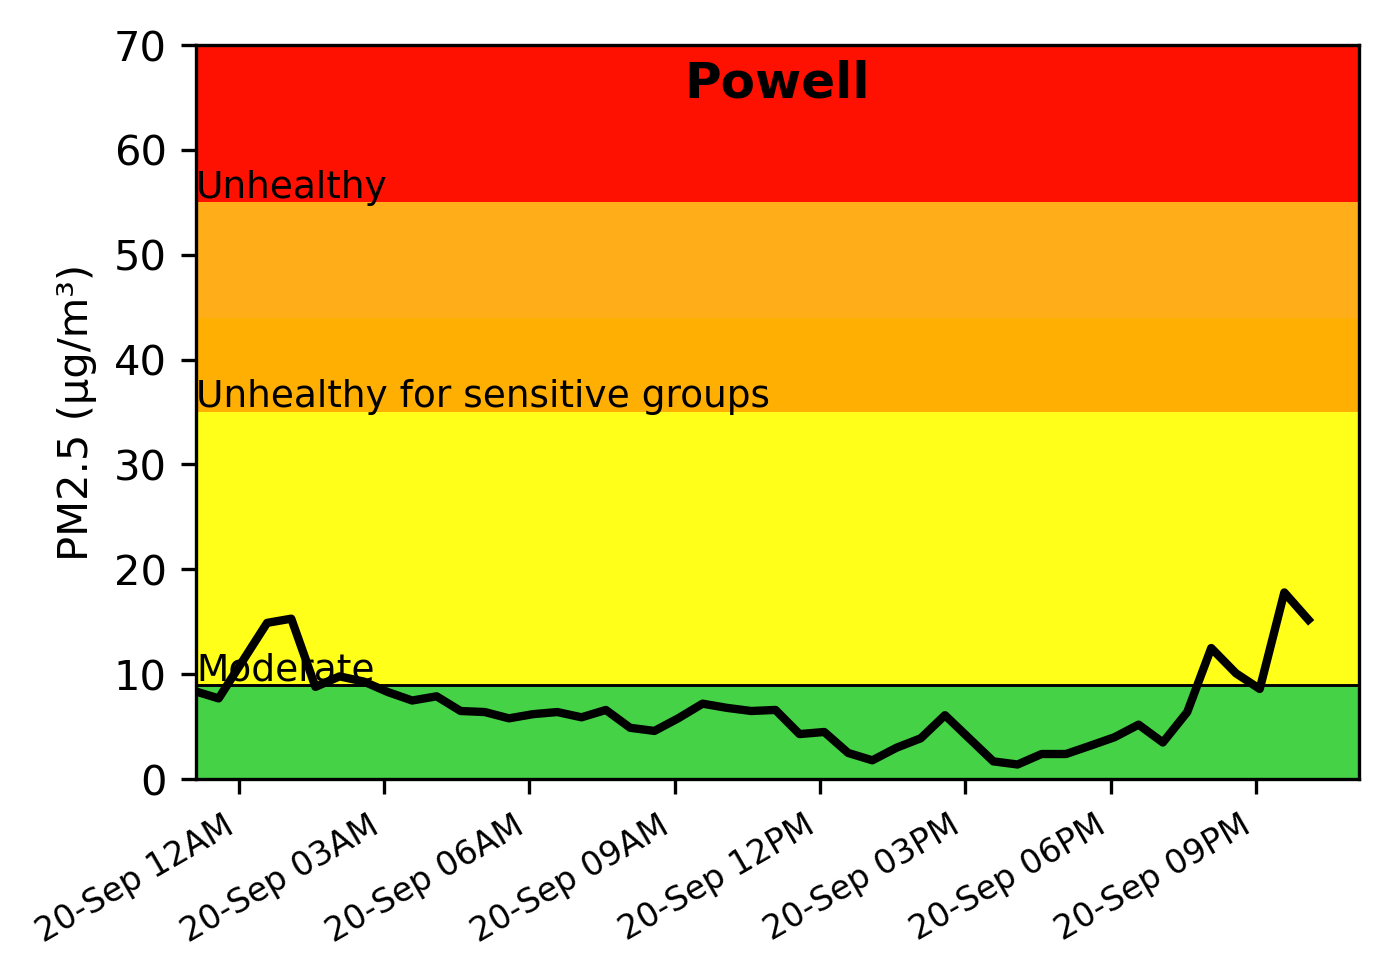 Powell
PM2.5 (µg/m³)
70
60
50
40
30
20
10
0
Unhealthy
Unhealthy for sensitive groups
Moderate
20-Sep 12AM
20-Sep 03AM
20-Sep 06AM
20-Sep 09AM
20-Sep 12PM
20-Sep 03PM
20-Sep 06PM
20-Sep 09PM